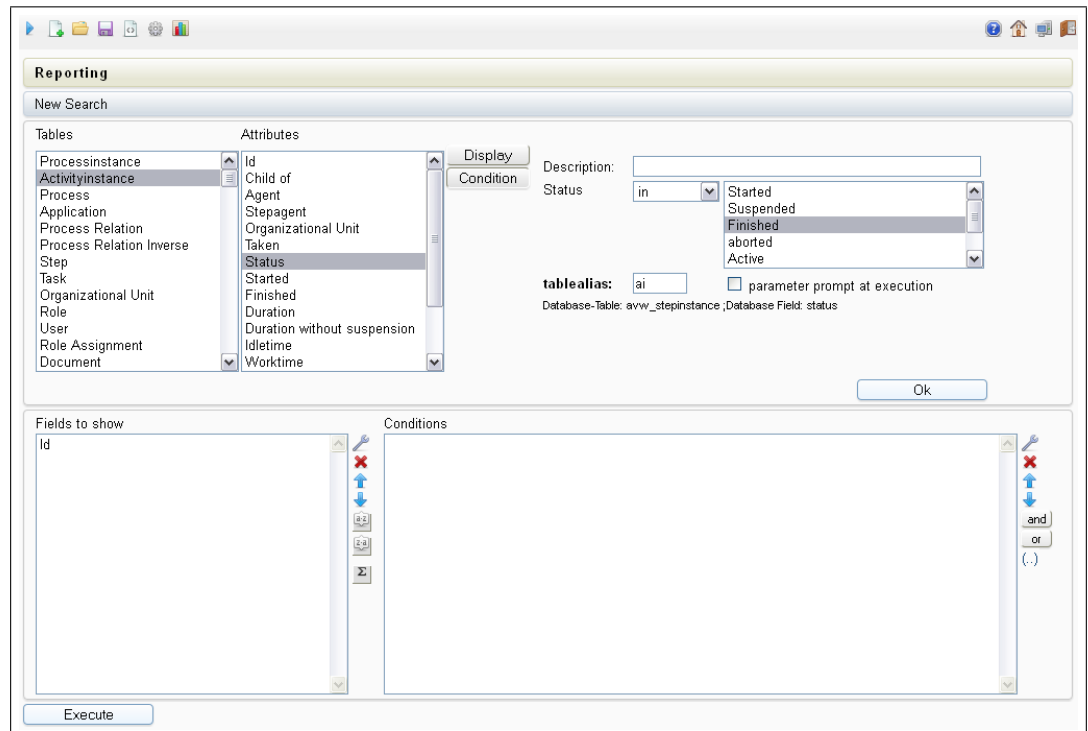 Reporting
New Search
Tables
Attributes
Processinstance
Activityinstance
Process
Application
Process Relation
Process Relation Inverse
Step
Task
Organizational Unit
Role
User
Role Assignment
Document
Id
Child of
Agent
Stepagent
Organizational Unit
Taken
Status
Started
Finished
Duration
Duration without suspension
Idletime
Worktime
Display
Condition
Description:
Status in
Started
Suspended
Finished
aborted
Active
tablealias: ai parameter prompt at execution
Database-Table: avw_stepinstance ;Database Field: status
Ok
Fields to show
Id
a-z
z-a
Σ
Conditions
and
or
(..)
Execute